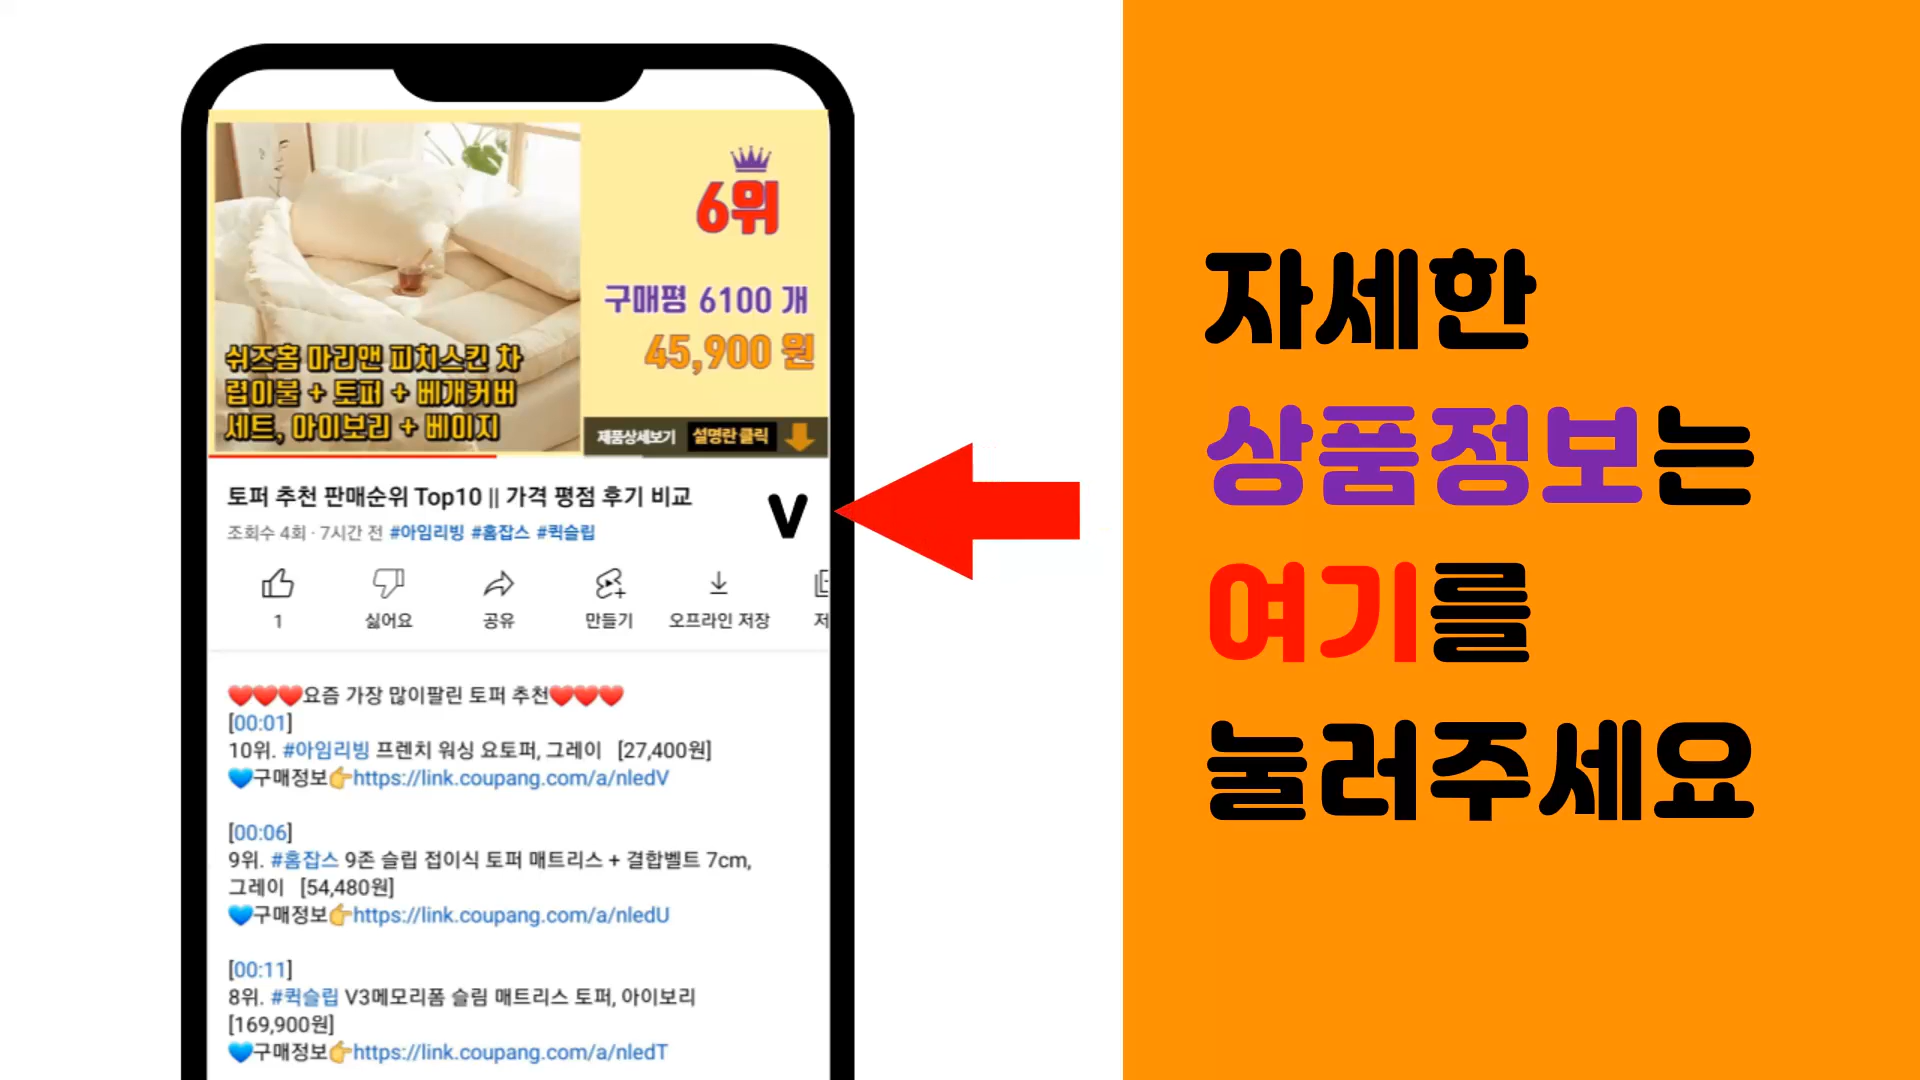 6위
구매평 6100 개
45,900 원
쉬즈홈 마리앤 피치스킨 차
렵이불 + 토퍼 + 베개커버
세트, 아이보리 + 베이지
제품상세보기 설명란 클릭
토퍼 추천 판매순위 Top10 || 가격 평점 후기 비교
V
조회수 4회 · 7시간 전 #아임리빙 #홈잡스 #퀵슬립
1 싫어요 공유 만들기 오프라인 저장 저
❤️❤️❤️요즘 가장 많이팔린 토퍼 추천❤️❤️❤️
[00:01]
10위. #아임리빙 프렌치 워싱 요토퍼, 그레이 [27,400원]
💙구매정보👉https://link.coupang.com/a/nledV
[00:06]
9위. #홈잡스 9존 슬립 접이식 토퍼 매트리스 + 결합벨트 7cm,
그레이 [54,480원]
💙구매정보👉https://link.coupang.com/a/nledU
[00:11]
8위. #퀵슬립 V3메모리폼 슬림 매트리스 토퍼, 아이보리
[169,900원]
💙구매정보👉https://link.coupang.com/a/nledT
자세한
상품정보는
여기를
눌러주세요